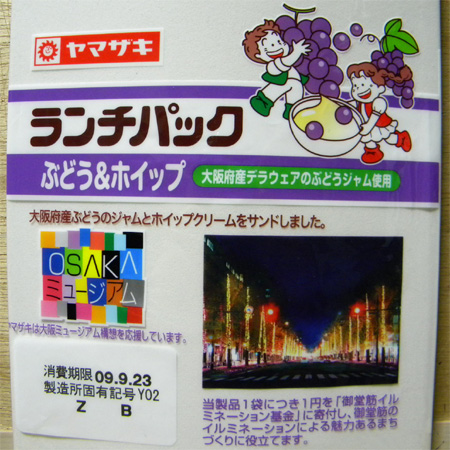 ヤマザキ
ランチパック
ぶどう&ホイップ
大阪府産デラウェアのぶどうジャム使用
大阪府産ぶどうのジャムとホイップクリームをサンドしました。
OSAKA
ミュージアム
マザキは大阪ミュージアム構想を応援しています。
消費期限 09.9.23
製造所固有記号 Y02
Z B
当製品1袋につき1円を「御堂筋イル
ミネーション基金」に寄付し、御堂筋の
イルミネーションによる魅力あるまち
づくりに役立てます。